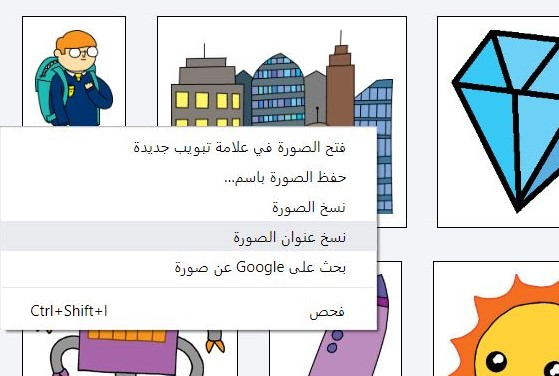 فتح الصورة في علامة تبويب جديدة
حفظ الصورة باسم...
نسخ الصورة
نسخ عنوان الصورة
بحث على Google عن صورة
فحص Ctrl+Shift+I